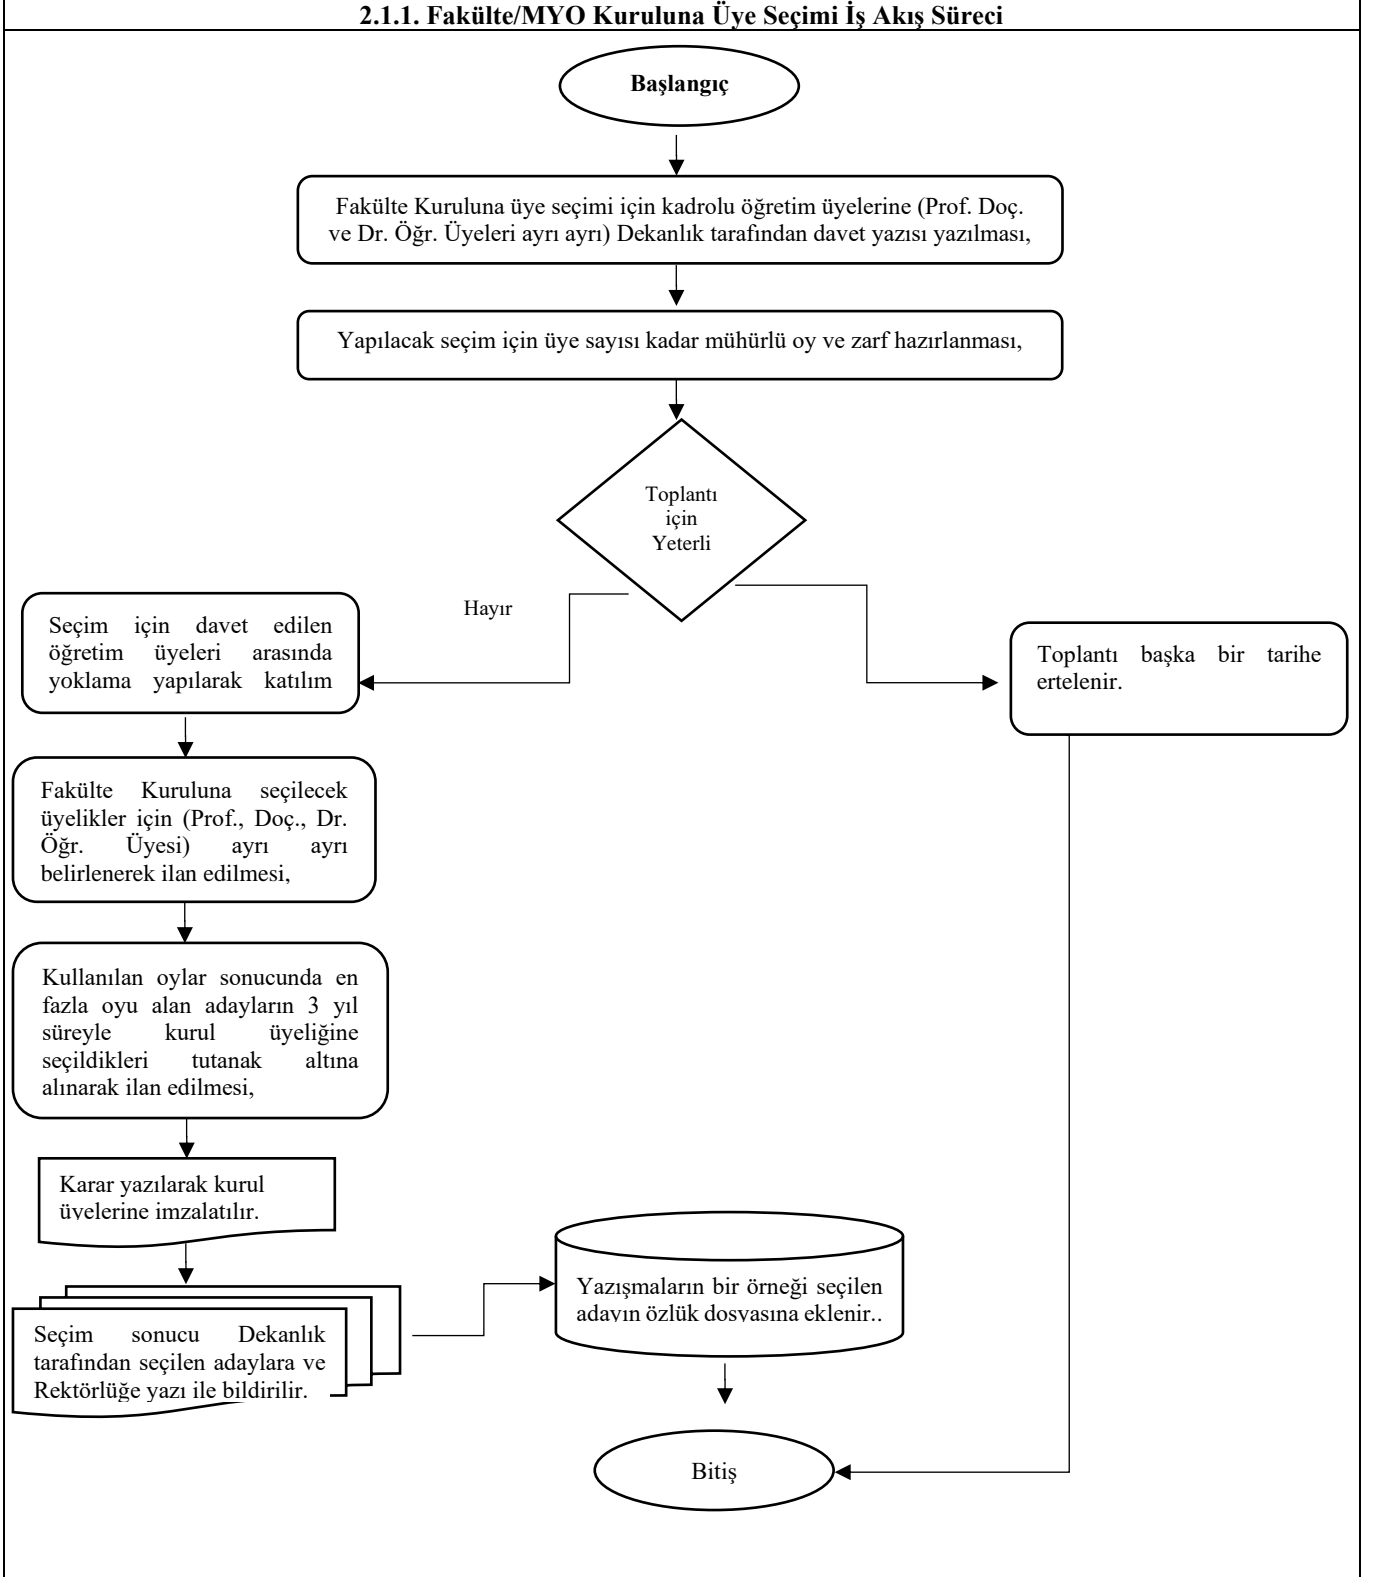 2.1.1. Fakülte/MYO Kuruluna Üye Seçimi İş Akış Süreci
Başlangıç
Fakülte Kuruluna üye seçimi için kadrolu öğretim üyelerine (Prof. Doç.
ve Dr. Öğr. Üyeleri ayrı ayrı) Dekanlık tarafından davet yazısı yazılması,
Yapılacak seçim için üye sayısı kadar mühürlü oy ve zarf hazırlanması,
Toplantı
için
Yeterli
Hayır
Seçim için davet edilen
öğretim üyeleri arasında
yoklama yapılarak katılım
Toplantı başka bir tarihe
ertelenir.
Fakülte Kuruluna seçilecek
üyelikler için (Prof., Doç., Dr.
Öğr. Üyesi) ayrı ayrı
belirlenerek ilan edilmesi,
Kullanılan oylar sonucunda en
fazla oyu alan adayların 3 yıl
süreyle kurul üyeliğine
seçildikleri tutanak altına
alınarak ilan edilmesi,
Karar yazılarak kurul
üyelerine imzalatılır.
Yazışmaların bir örneği seçilen
adayın özlük dosyasına eklenir..
Seçim sonucu Dekanlık
tarafından seçilen adaylara ve
Rektörlüğe yazı ile bildirilir.
Bitiş